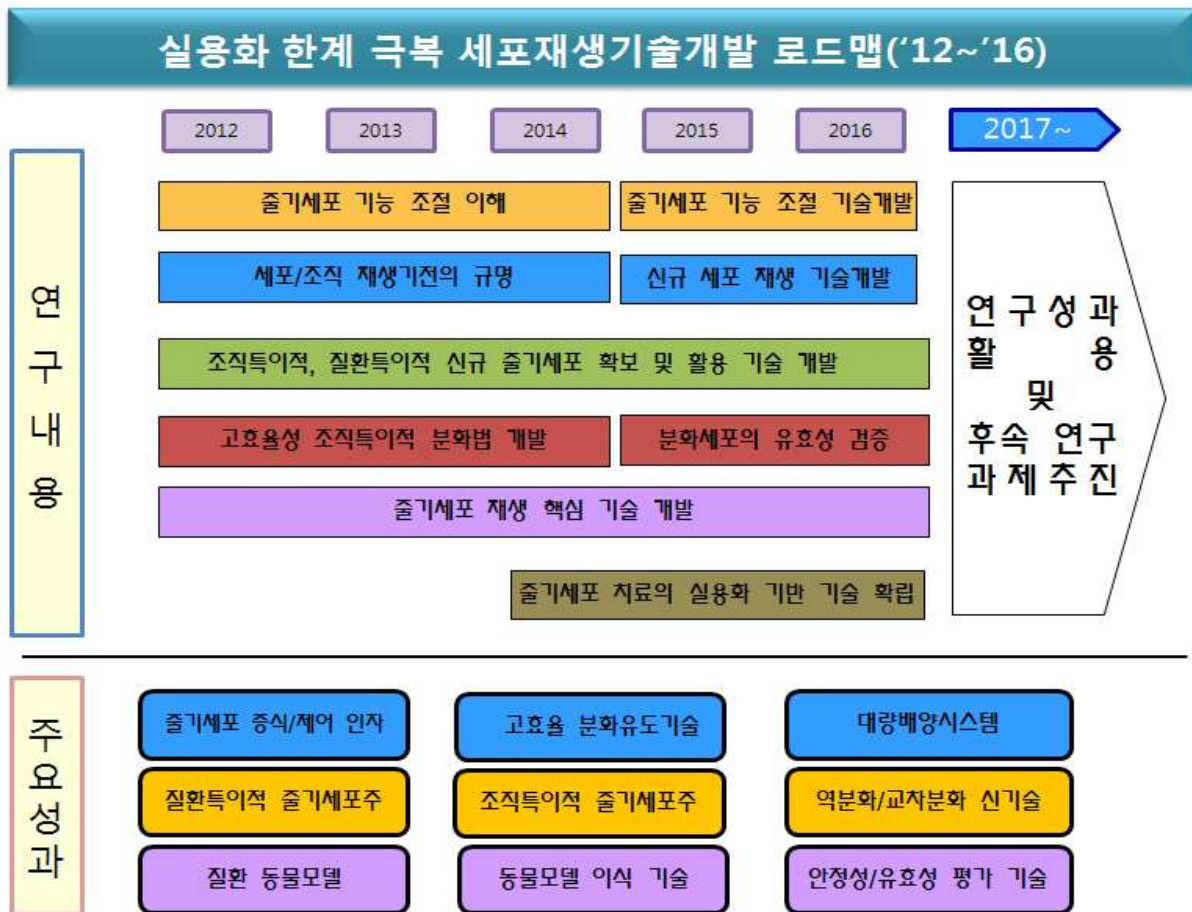 실용화 한계 극복 세포재생기술개발 로드맵(‘12~’16)
2012
2013
2014
2015
2016
2017~
연구내용
줄기세포 기능 조절 이해
줄기세포 기능 조절 기술개발
세포/조직 재생기전의 규명
신규 세포 재생 기술개발
조직특이적, 질환특이적 신규 줄기세포 확보 및 활용 기술 개발
고효율성 조직특이적 분화법 개발
분화세포의 유효성 검증
줄기세포 재생 핵심 기술 개발
줄기세포 치료의 실용화 기반 기술 확립
연구성과
활용
및
후속 연구
과제추진
주요성과
줄기세포 증식/제어 인자
고효율 분화유도기술
대량배양시스템
질환특이적 줄기세포주
조직특이적 줄기세포주
역분화/교차분화 신기술
질환 동물모델
동물모델 이식 기술
안정성/유효성 평가 기술